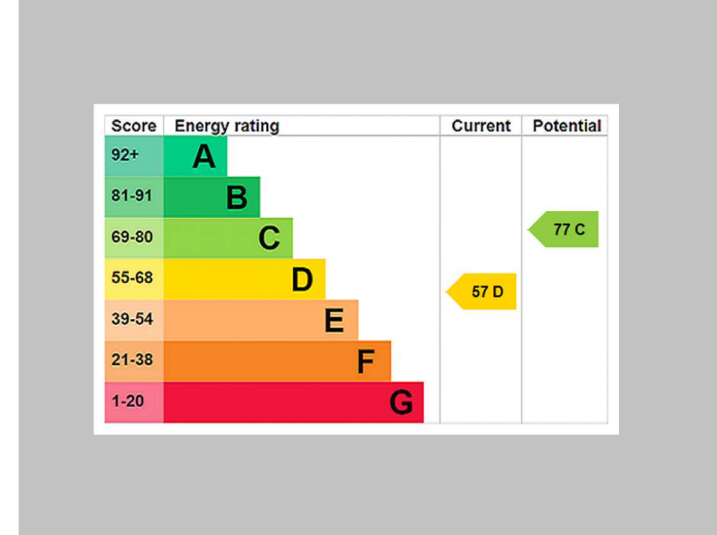 Score Energy rating Current Potential
92+ A
81-91 B
69-80 C 77 C
55-68 D 57 D
39-54 E
21-38 F
1-20 G